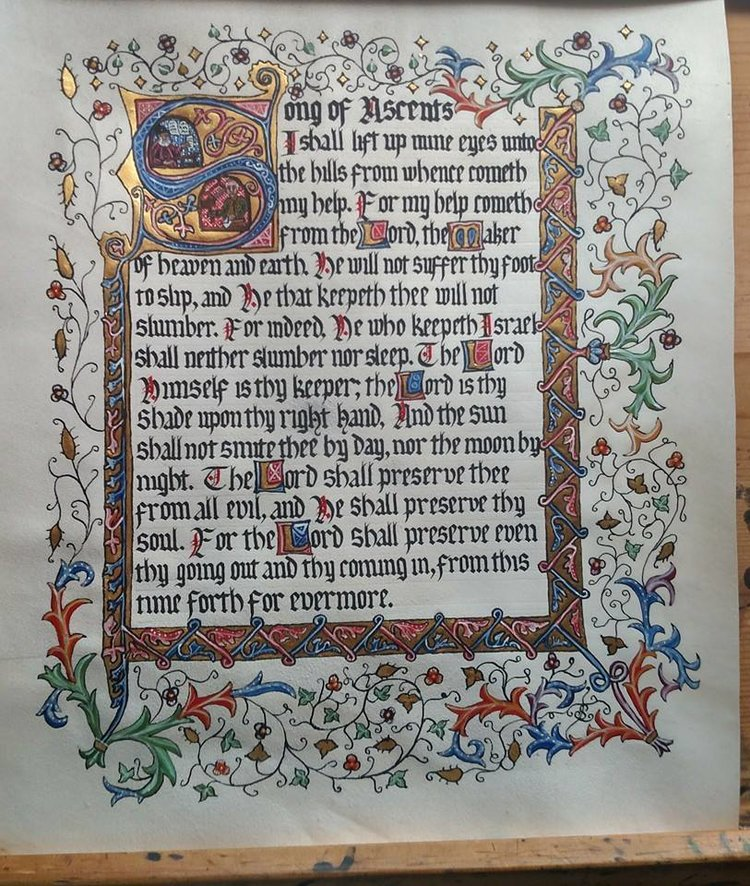 Song of Ascents
I shall lift up mine eyes unto
the hills from whence cometh
my help. For my help cometh
from the Lord, the Maker
of heaven and earth. He will not suffer thy foot
to slip, and He that keepeth thee will not
slumber. For indeed, He who keepeth Israel
shall neither slumber nor sleep. The Lord
Himself is thy keeper; the Lord is thy
shade upon thy right hand, And the sun
shall not smite thee by day, nor the moon by
night. The Lord shall preserve thee
from all evil, and He shall preserve thy
soul. For the Lord shall preserve even
thy going out and thy coming in, from this
time forth for evermore.